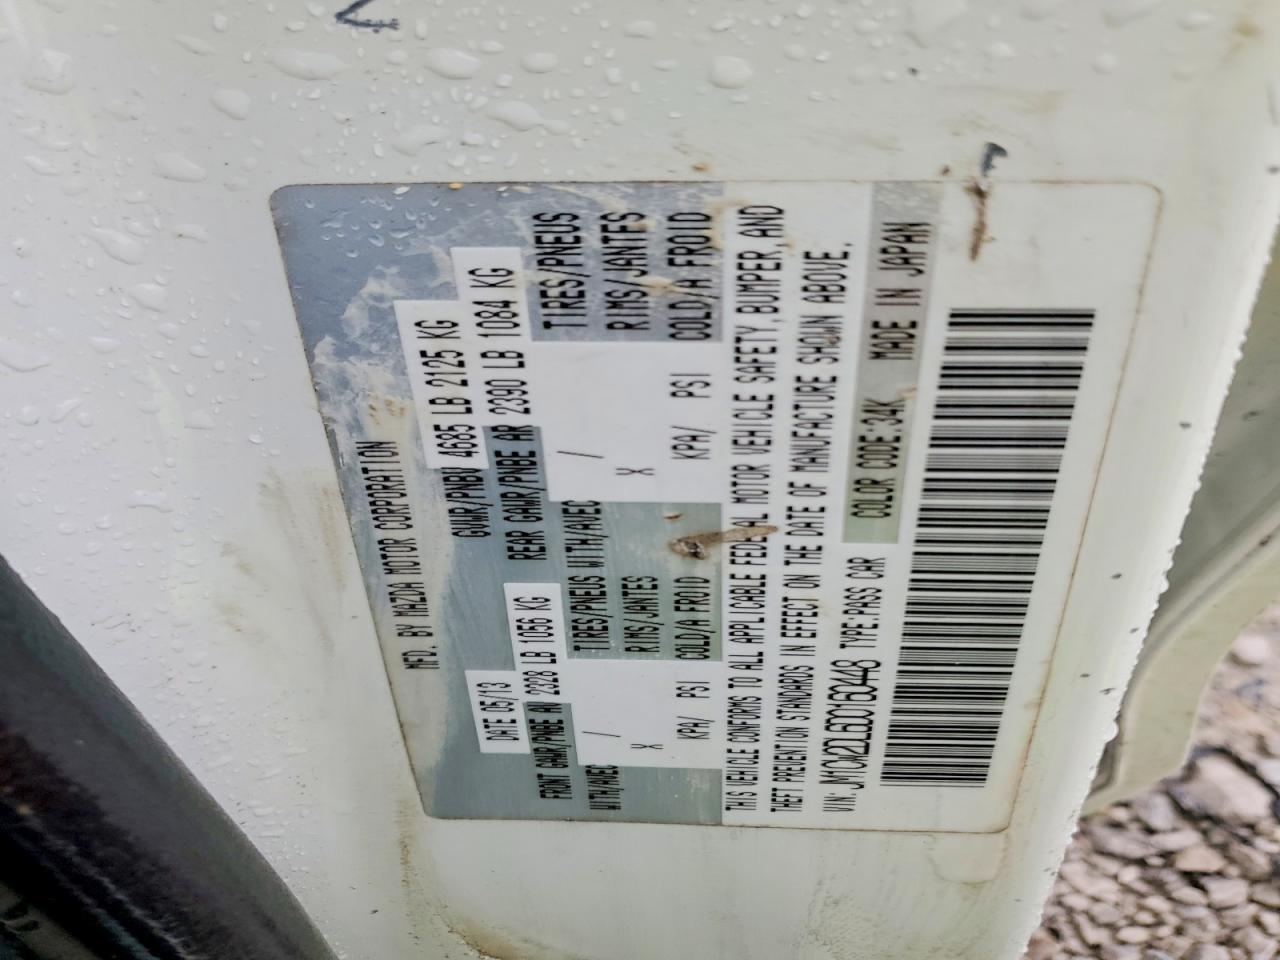 MFD. BY MAZDA MOTOR CORPORATION
DATE 05/13 GVWR/PNBV 4685 LB 2125 KG
FRONT GAWR/PNBE AV 2328 LB 1056 KG REAR GAWR/PNBE AR 2390 LB 1084 KG
WITH/AVEC / TIRES/PNEUS WITH/AVEC / TIRES/PNEUS
X RIMS/JANTES X RIMS/JANTES
KPA/ PSI COLD/A FROID KPA/ PSI COLD/A FROID
THIS VEHICLE CONFORMS TO ALL APPLICABLE FEDERAL MOTOR VEHICLE SAFETY, BUMPER, AND
THEFT PREVENTION STANDARDS IN EFFECT ON THE DATE OF MANUFACTURE SHOWN ABOVE.
VIN: JM1CW2DL6E0160448 TYPE:PASS CAR COLOR CODE:34K MADE IN JAPAN